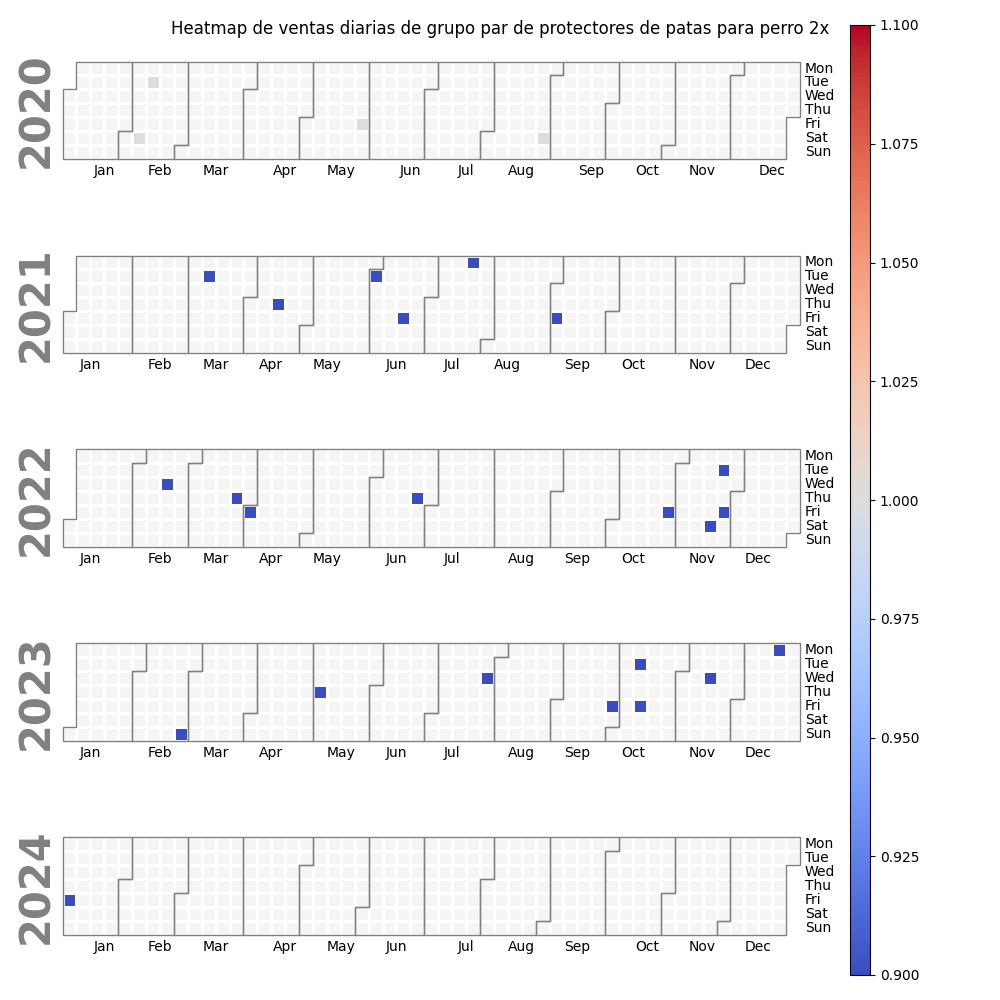 Heatmap de ventas diarias de grupo par de protectores de patas para perro 2x
2020
Mon
Tue
Wed
Thu
Fri
Sat
Sun
Jan Feb Mar Apr May Jun Jul Aug Sep Oct Nov Dec
2021
Mon
Tue
Wed
Thu
Fri
Sat
Sun
Jan Feb Mar Apr May Jun Jul Aug Sep Oct Nov Dec
2022
Mon
Tue
Wed
Thu
Fri
Sat
Sun
Jan Feb Mar Apr May Jun Jul Aug Sep Oct Nov Dec
2023
Mon
Tue
Wed
Thu
Fri
Sat
Sun
Jan Feb Mar Apr May Jun Jul Aug Sep Oct Nov Dec
2024
Mon
Tue
Wed
Thu
Fri
Sat
Sun
Jan Feb Mar Apr May Jun Jul Aug Sep Oct Nov Dec
1.100
1.075
1.050
1.025
1.000
0.975
0.950
0.925
0.900